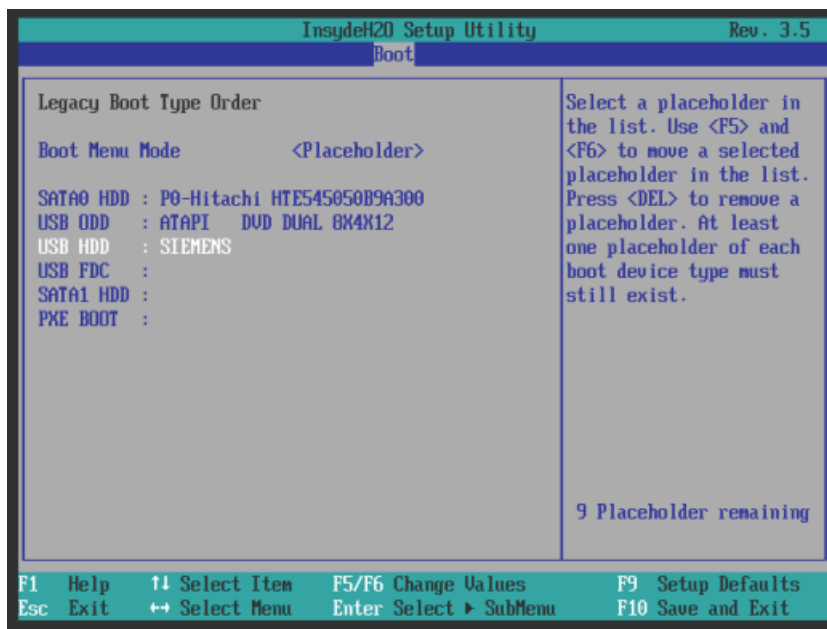 InsydeH2O Setup Utility Rev. 3.5
Boot
Legacy Boot Type Order
Boot Menu Mode <Placeholder>
SATA0 HDD : P0-Hitachi HTE545050B9A300
USB ODD : ATAPI DVD DUAL 8X4X12
USB HDD : SIEMENS
USB FDC :
SATA1 HDD :
PXE BOOT :
Select a placeholder in
the list. Use <F5> and
<F6> to move a selected
placeholder in the list.
Press <DEL> to remove a
placeholder. At least
one placeholder of each
boot device type must
still exist.
9 Placeholder remaining
F1 Help ↑↓ Select Item F5/F6 Change Values F9 Setup Defaults
Esc Exit ↔ Select Menu Enter Select ▶ SubMenu F10 Save and Exit